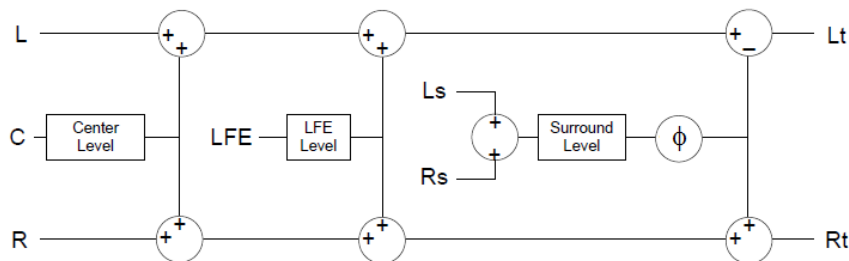 L
+
+
+
+
+
−
Lt
Ls
C
Center
Level
LFE
LFE
Level
+
+
Surround
Level
ϕ
Rs
R
+
+
+
+
+
+
Rt